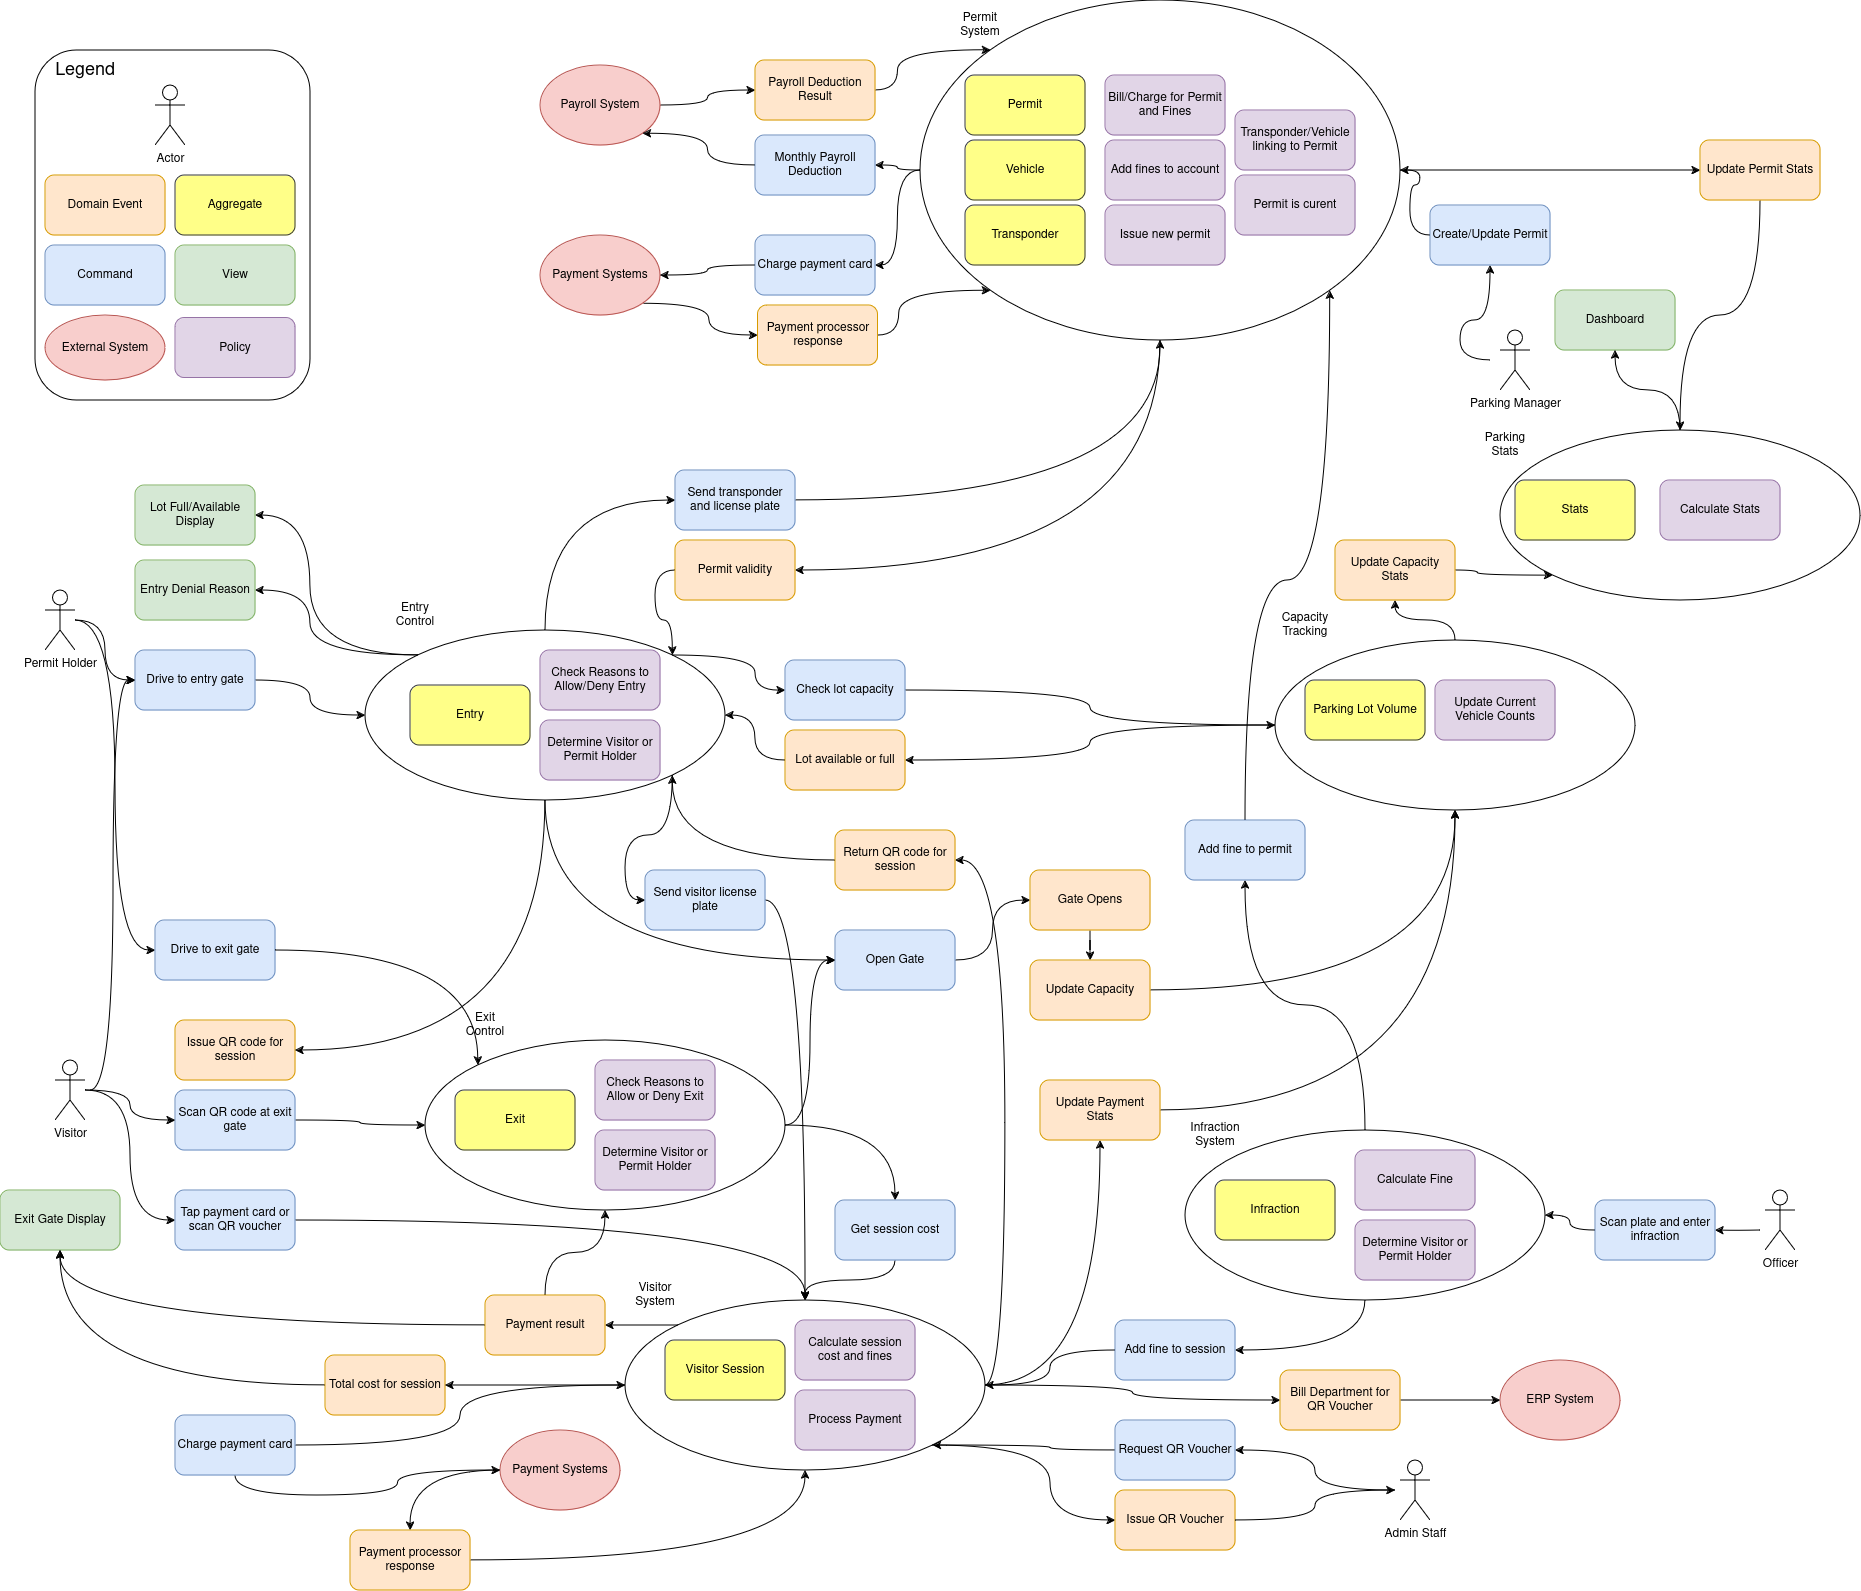 Legend
Actor
Domain Event
Aggregate
Command
View
External System
Policy
Permit
System
Payroll System
Payroll Deduction
Result
Monthly Payroll
Deduction
Payment Systems
Charge payment card
Payment processor
response
Permit
Vehicle
Transponder
Bill/Charge for Permit
and Fines
Add fines to account
Issue new permit
Transponder/Vehicle
linking to Permit
Permit is curent
Update Permit Stats
Create/Update Permit
Dashboard
Parking Manager
Parking
Stats
Stats
Calculate Stats
Lot Full/Available
Display
Entry Denial Reason
Permit Holder
Drive to entry gate
Send transponder
and license plate
Permit validity
Entry
Control
Entry
Check Reasons to
Allow/Deny Entry
Determine Visitor or
Permit Holder
Check lot capacity
Lot available or full
Update Capacity
Stats
Capacity
Tracking
Parking Lot Volume
Update Current
Vehicle Counts
Return QR code for
session
Send visitor license
plate
Open Gate
Gate Opens
Update Capacity
Add fine to permit
Drive to exit gate
Issue QR code for
session
Visitor
Scan QR code at exit
gate
Tap payment card or
scan QR voucher
Exit Gate Display
Exit
Control
Exit
Check Reasons to
Allow or Deny Exit
Determine Visitor or
Permit Holder
Get session cost
Update Payment
Stats
Infraction
System
Infraction
Calculate Fine
Determine Visitor or
Permit Holder
Scan plate and enter
infraction
Officer
Payment result
Total cost for session
Charge payment card
Payment Systems
Payment processor
response
Visitor
System
Visitor Session
Calculate session
cost and fines
Process Payment
Add fine to session
Bill Department for
QR Voucher
ERP System
Request QR Voucher
Issue QR Voucher
Admin Staff